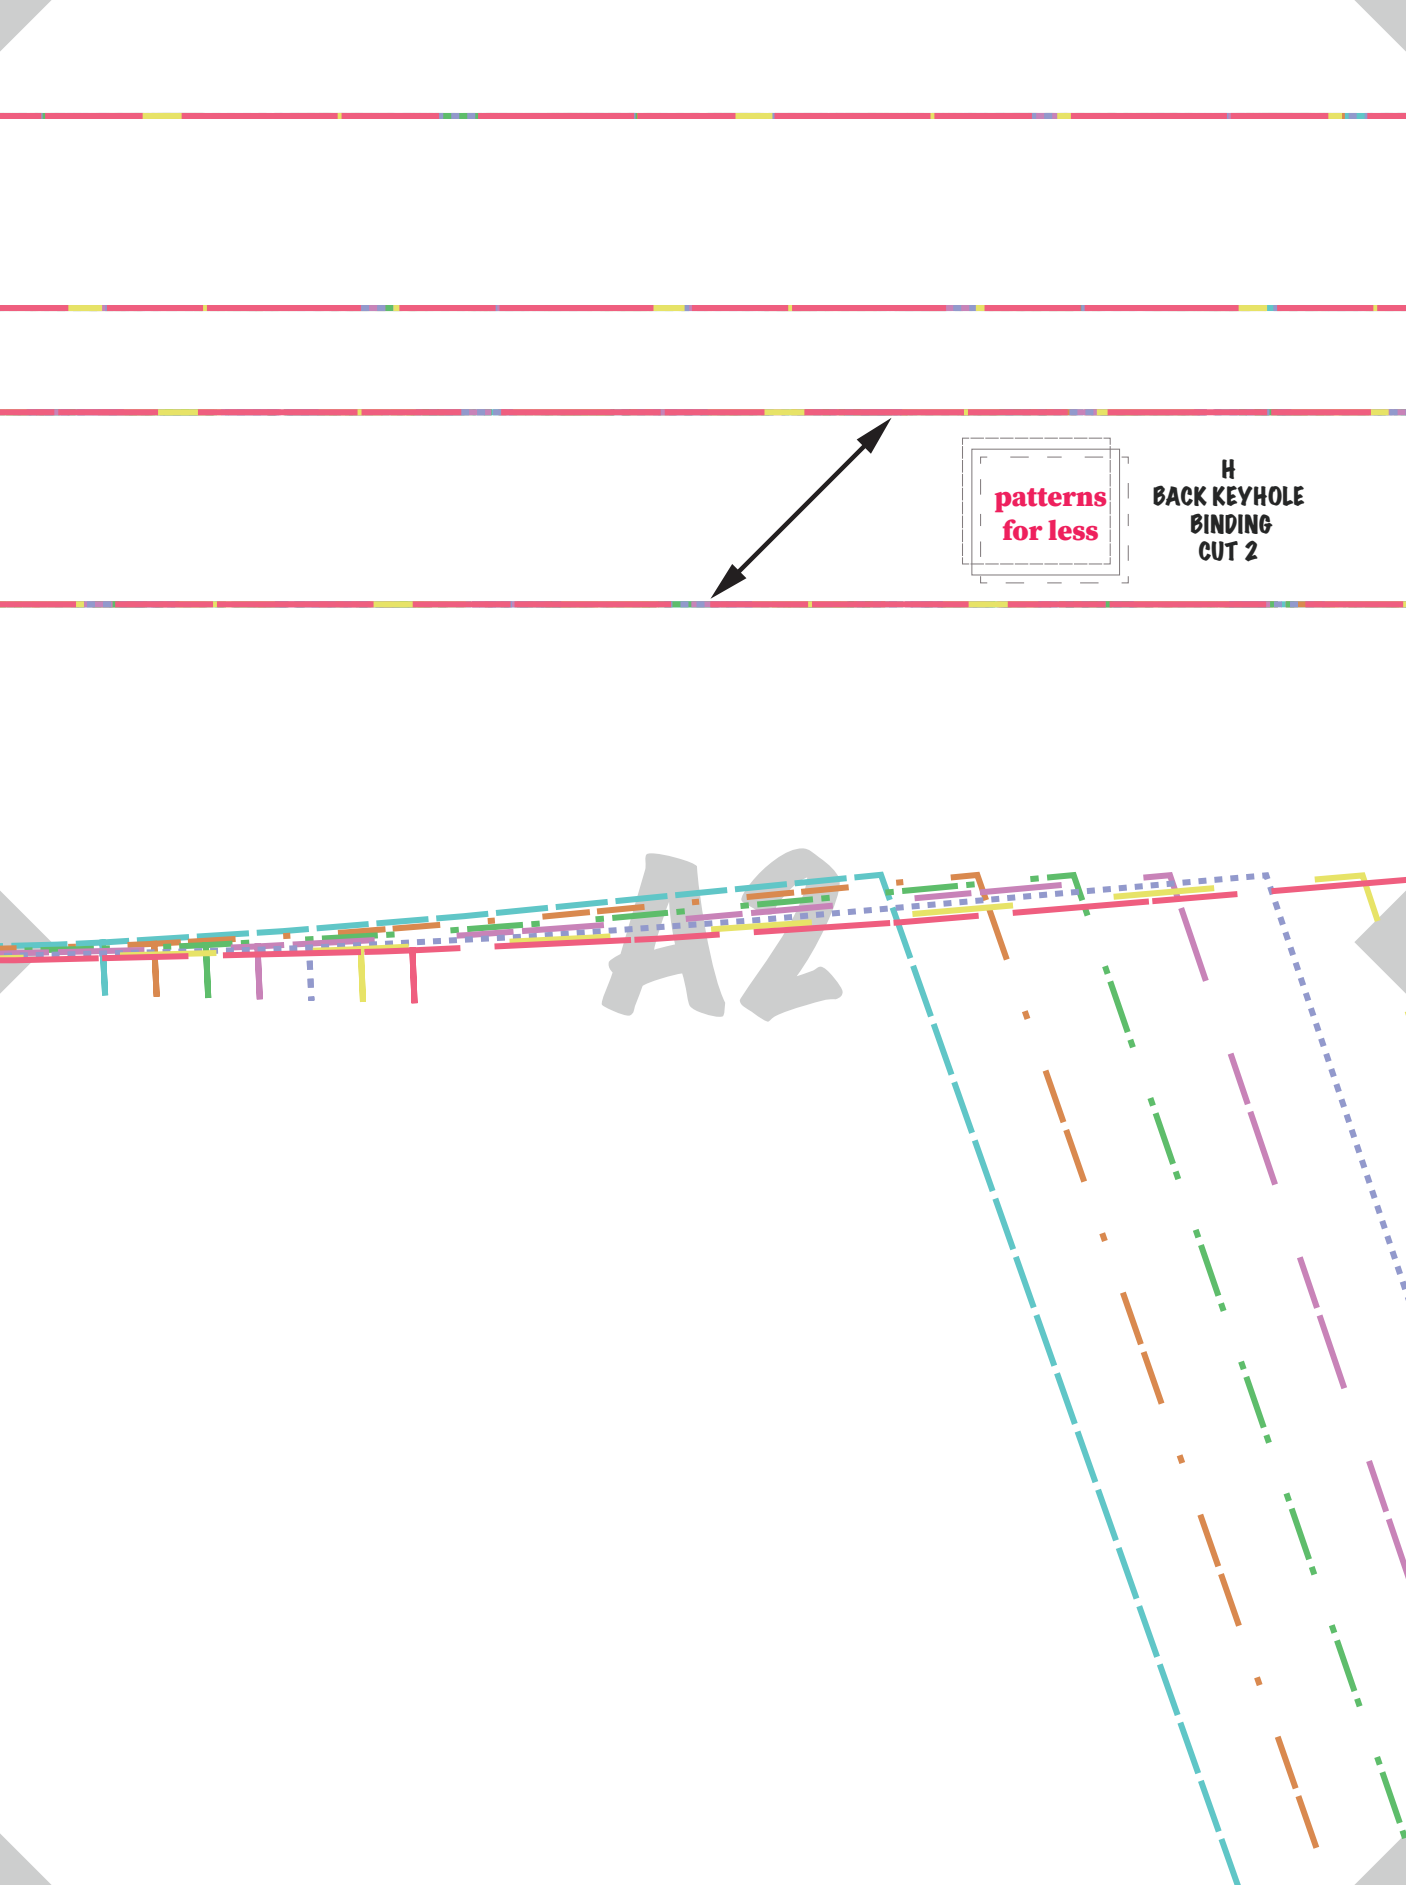 patterns
for less
H
BACK KEYHOLE
BINDING
CUT 2
A2